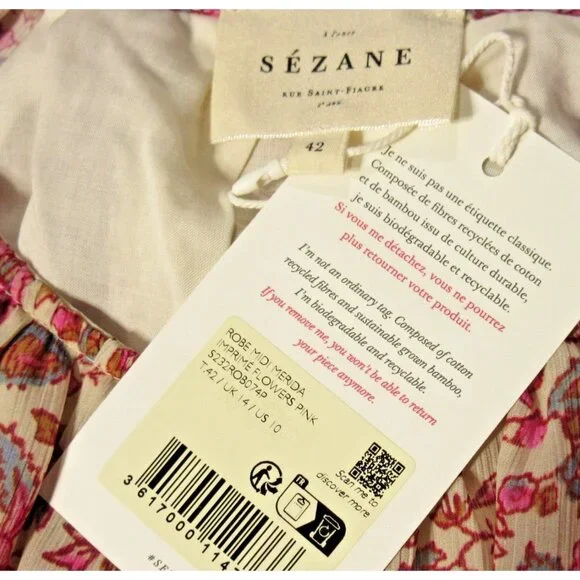 À Paris
SÉZANE
RUE SAINT-FIACRE
42
Je ne suis pas une étiquette classique.
Composée de fibres recyclées de coton
et de bambou issu de culture durable,
je suis biodégradable et recyclable.
Si vous me détachez, vous ne pourrez
plus retourner votre produit.
I'm not an ordinary tag. Composed of cotton
recycled fibres and sustainable grown bamboo,
I'm biodegradable and recyclable.
If you remove me, you won't be able to return
your piece anymore.
ROBE MIDI MERIDA
IMPRIME FLOWERS PINK
S232ROB074P
T.42 / UK 14 / US 10
Scan me to
discover more
FR
3 617000 114